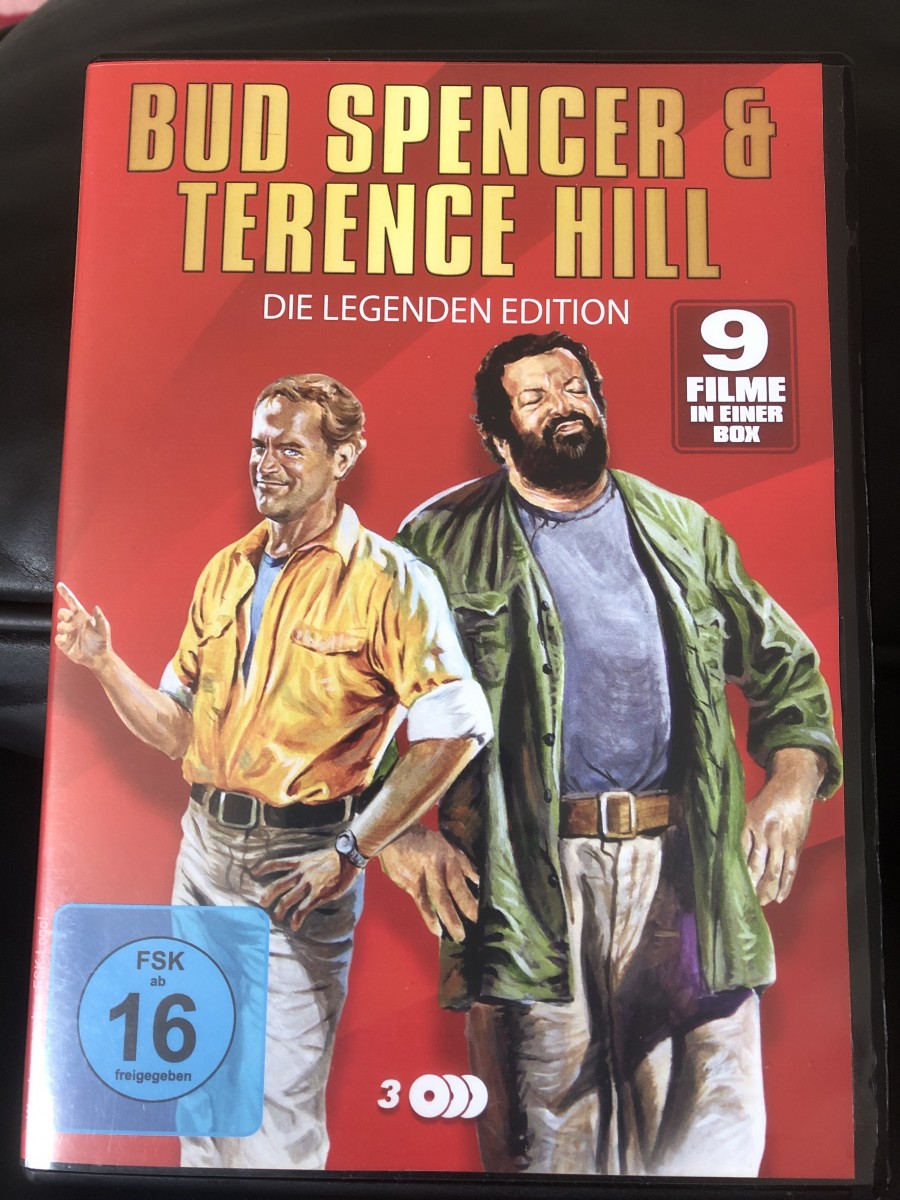 BUD SPENCER &
TERENCE HILL
DIE LEGENDEN EDITION
9
FILME
IN EINER
BOX
FSK
ab
16
freigegeben
3